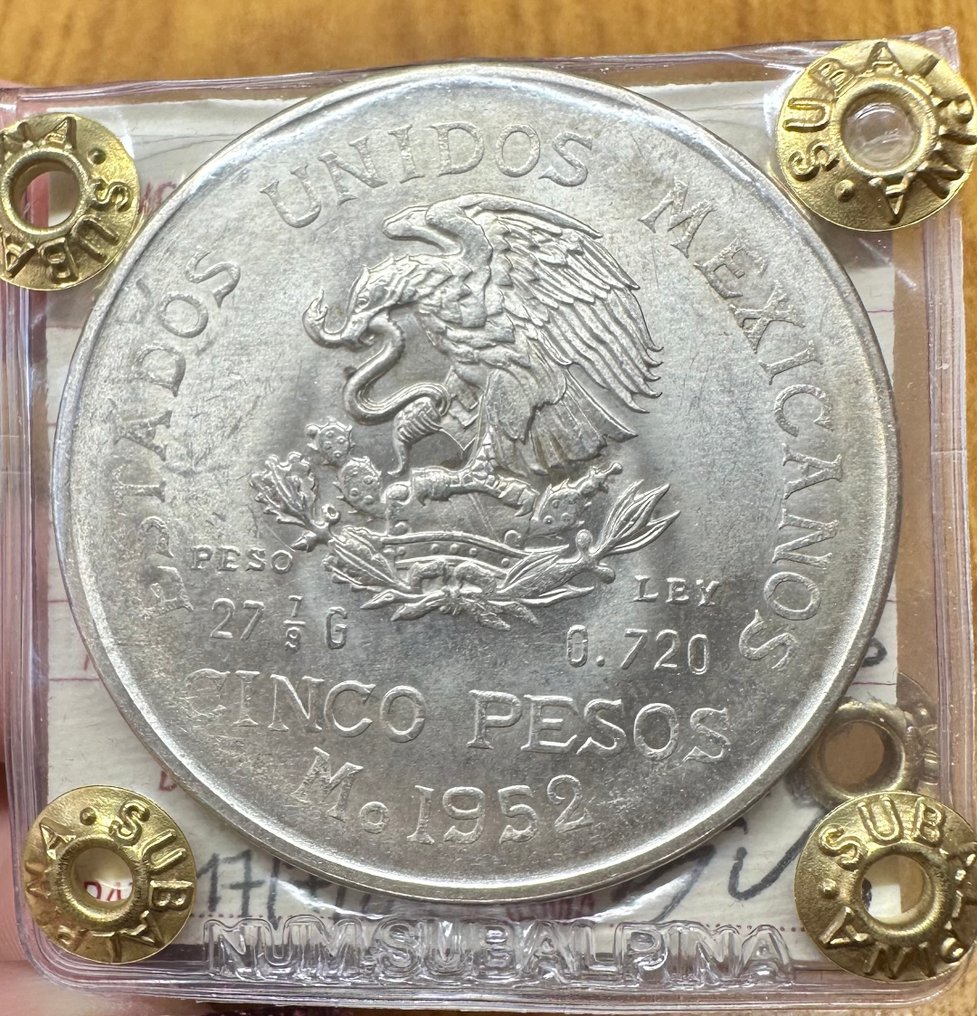 ESTADOS UNIDOS MEXICANOS
PESO
27 7/9 G
LEY
0.720
CINCO PESOS
Mo. 1952
NUM.SUBALPINA
SUBALPINA
SUBALPINA
SUBALPINA
SUBALPINA